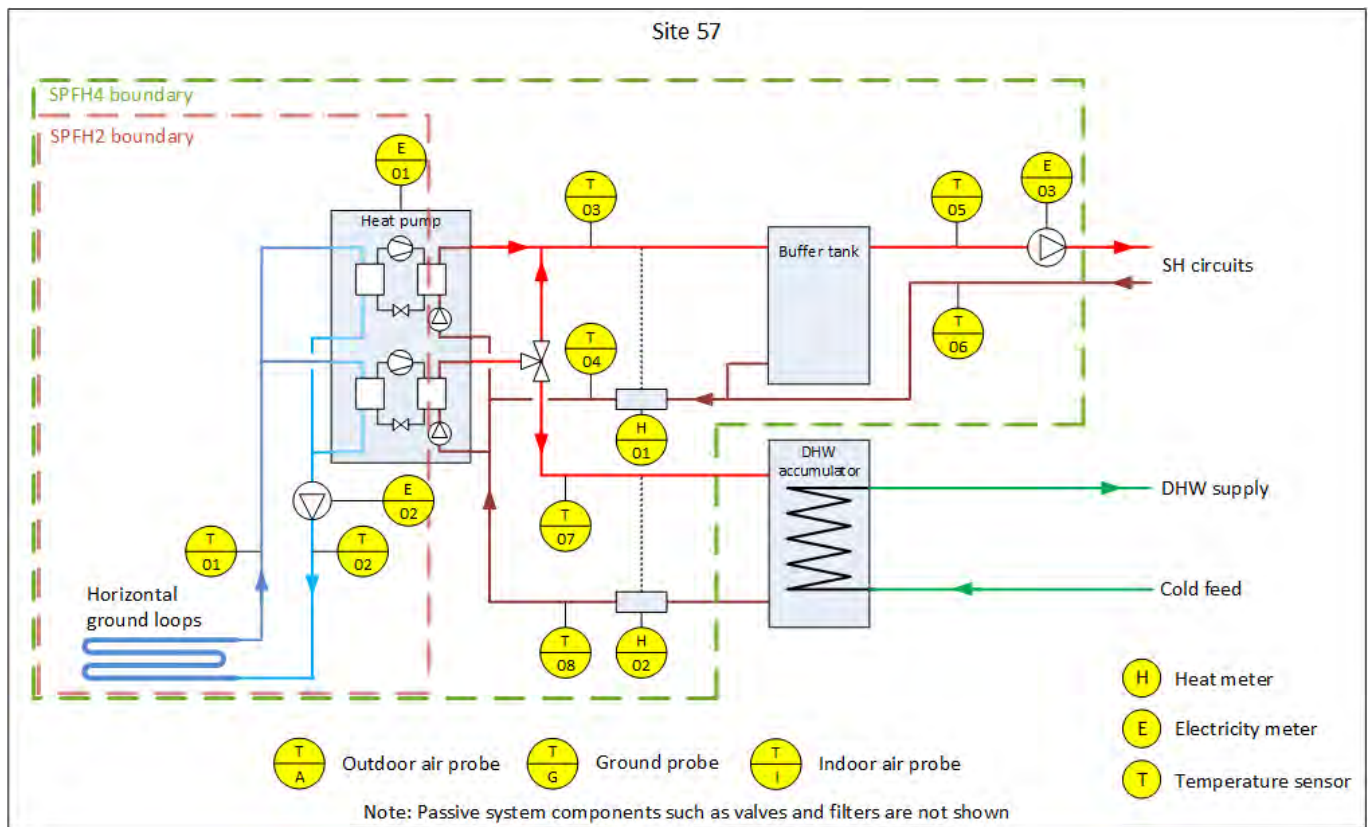 Site 57
SPFH4 boundary
SPFH2 boundary
E
01
Heat pump
T
03
T
05
E
03
Buffer tank
SH circuits
T
04
T
06
H
01
DHW
accumulator
E
02
T
07
DHW supply
T
01
T
02
Horizontal
ground loops
Cold feed
T
08
H
02
H
Heat meter
E
Electricity meter
T
Temperature sensor
T
A
Outdoor air probe
T
G
Ground probe
T
I
Indoor air probe
Note: Passive system components such as valves and filters are not shown